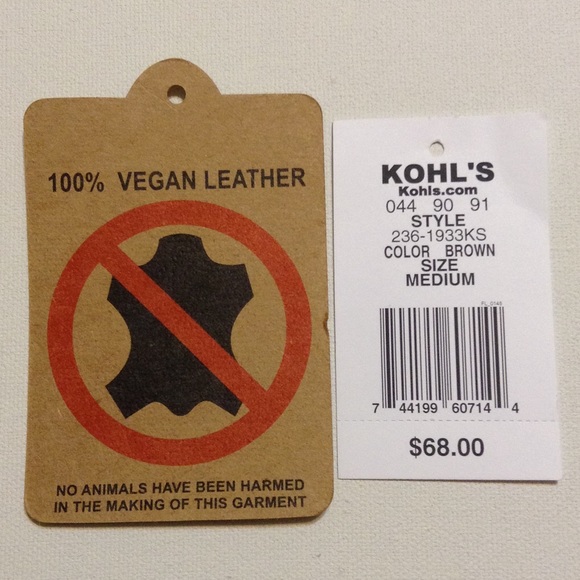 100% VEGAN LEATHER
NO ANIMALS HAVE BEEN HARMED
IN THE MAKING OF THIS GARMENT
KOHL'S
Kohls.com
044 90 91
STYLE
236-1933KS
COLOR BROWN
SIZE
MEDIUM
PL_0145
7 44199 60714 4
$68.00